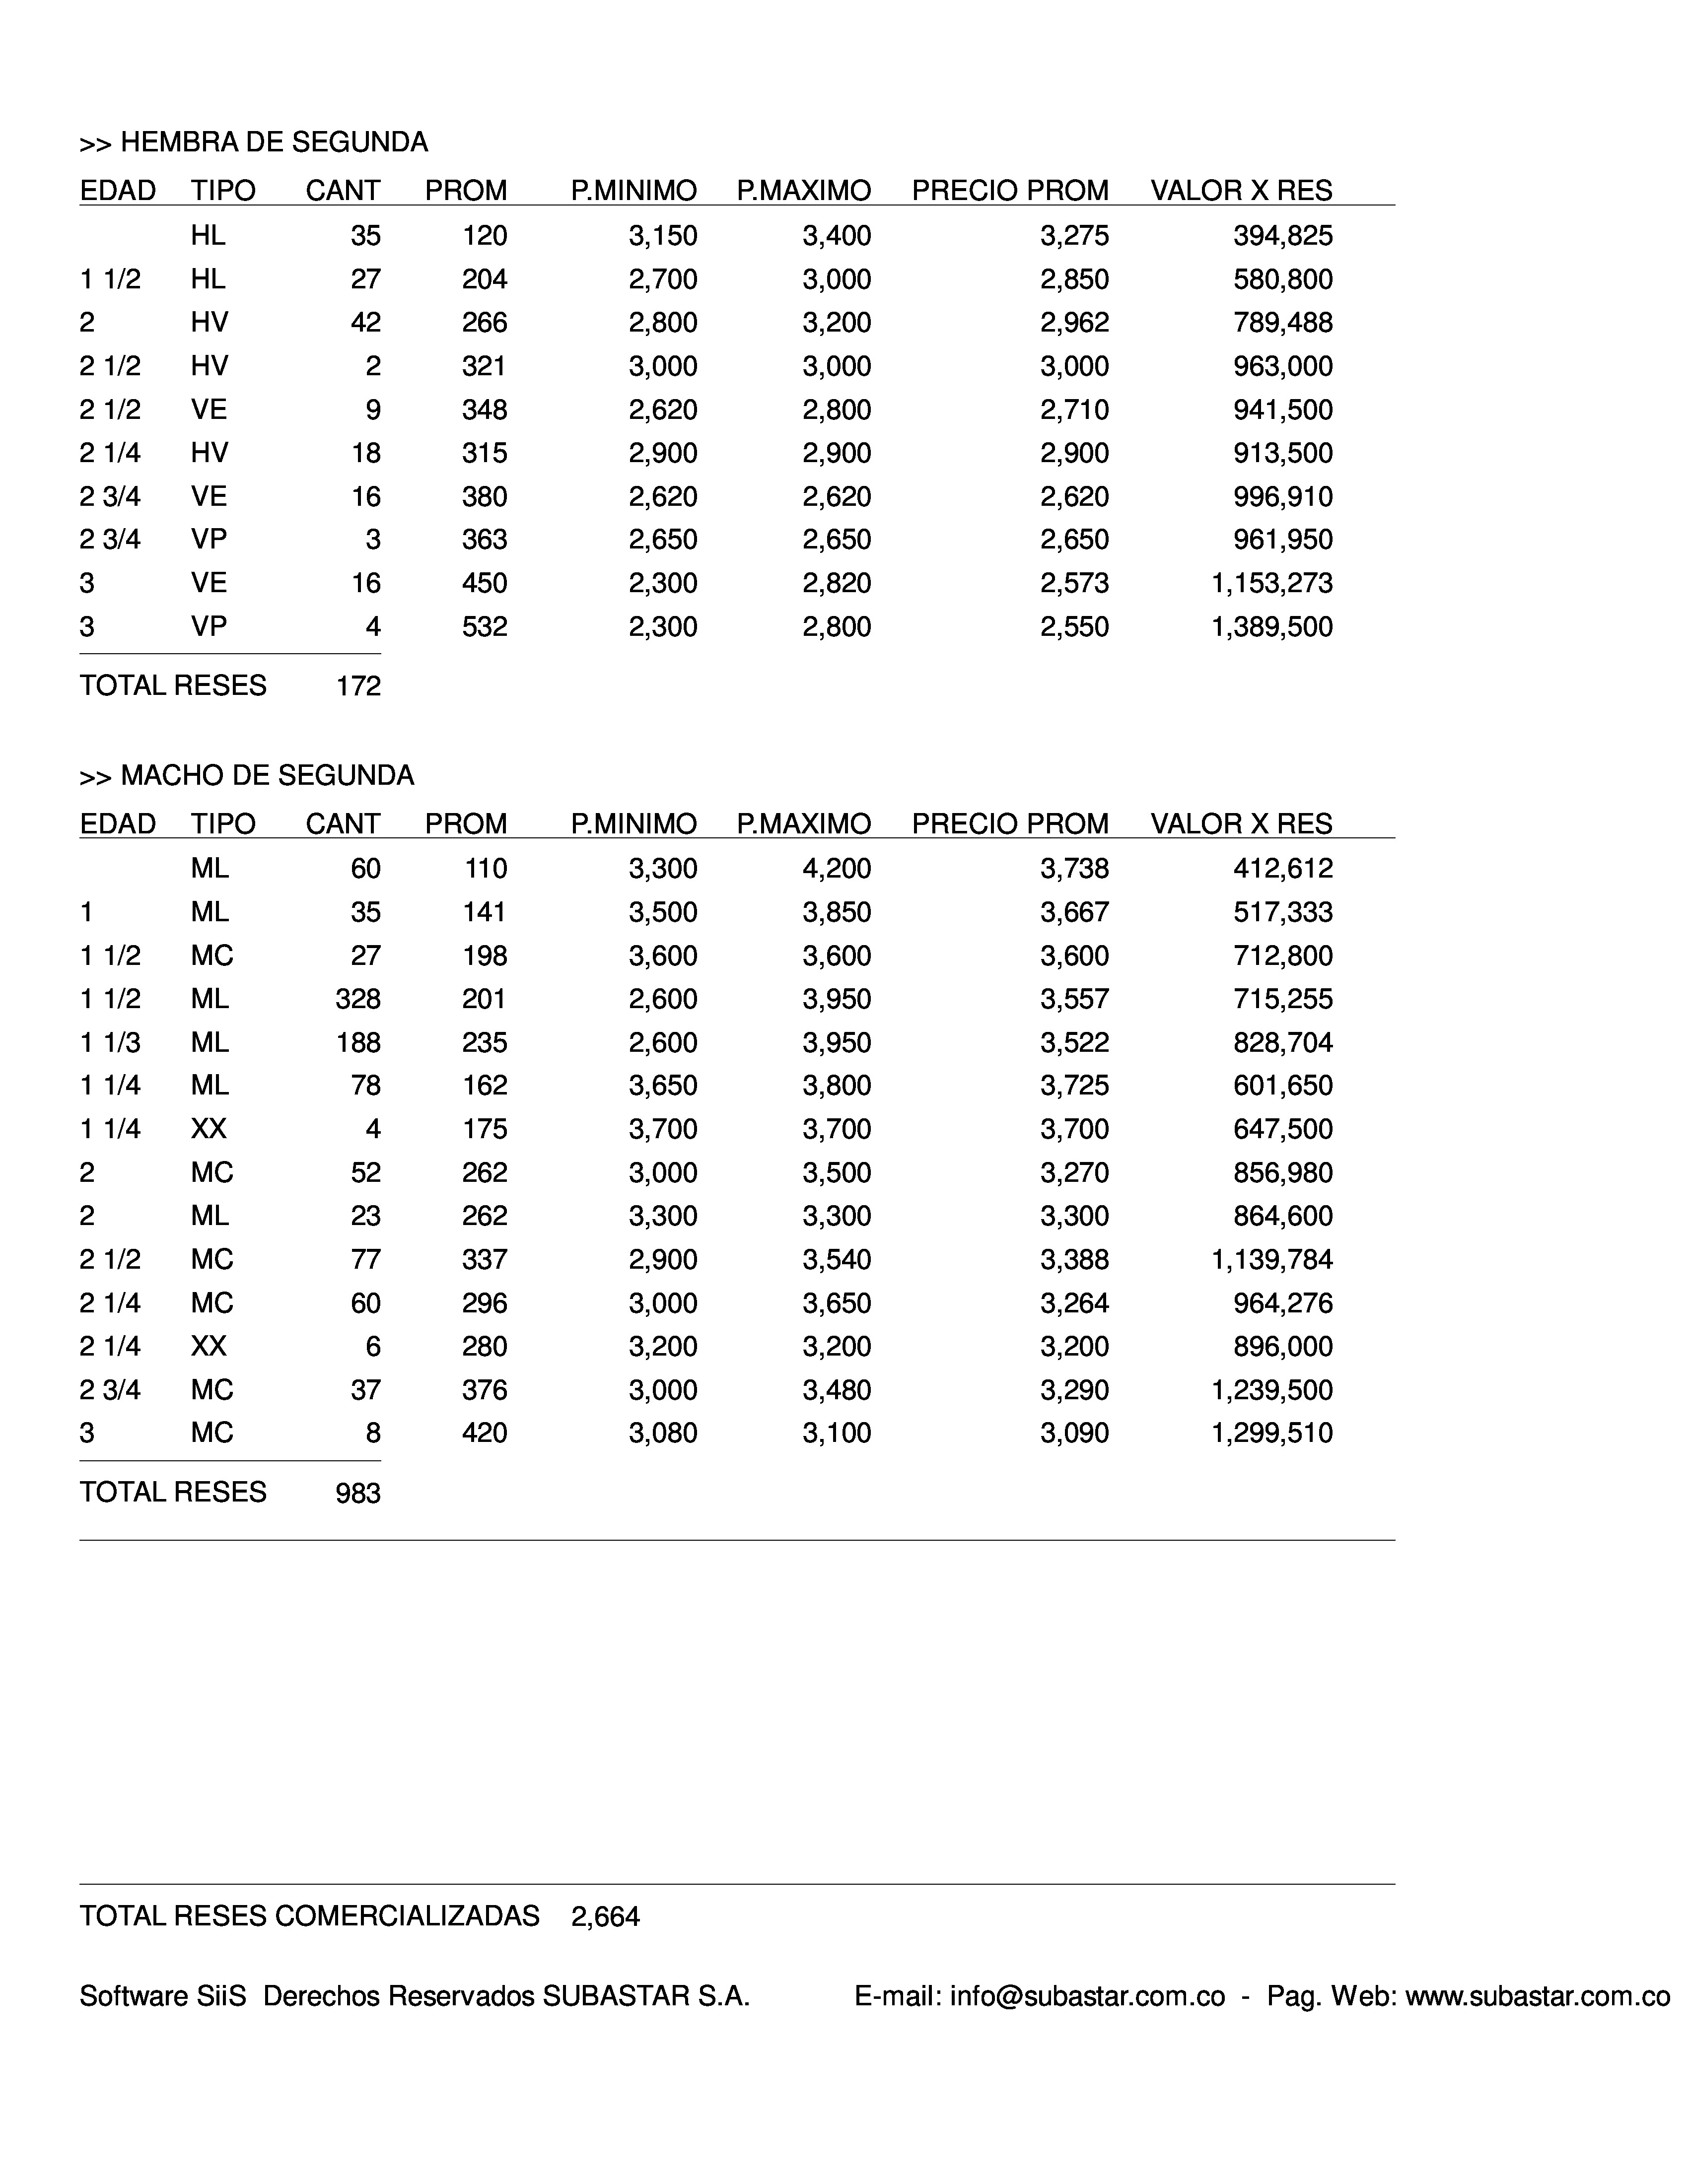 >> HEMBRA DE SEGUNDA
EDAD TIPO CANT PROM P.MINIMO P.MAXIMO PRECIO PROM VALOR X RES
HL 35 120 3,150 3,400 3,275 394,825
1 1/2 HL 27 204 2,700 3,000 2,850 580,800
2 HV 42 266 2,800 3,200 2,962 789,488
2 1/2 HV 2 321 3,000 3,000 3,000 963,000
2 1/2 VE 9 348 2,620 2,800 2,710 941,500
2 1/4 HV 18 315 2,900 2,900 2,900 913,500
2 3/4 VE 16 380 2,620 2,620 2,620 996,910
2 3/4 VP 3 363 2,650 2,650 2,650 961,950
3 VE 16 450 2,300 2,820 2,573 1,153,273
3 VP 4 532 2,300 2,800 2,550 1,389,500
TOTAL RESES 172
>> MACHO DE SEGUNDA
EDAD TIPO CANT PROM P.MINIMO P.MAXIMO PRECIO PROM VALOR X RES
ML 60 110 3,300 4,200 3,738 412,612
1 ML 35 141 3,500 3,850 3,667 517,333
1 1/2 MC 27 198 3,600 3,600 3,600 712,800
1 1/2 ML 328 201 2,600 3,950 3,557 715,255
1 1/3 ML 188 235 2,600 3,950 3,522 828,704
1 1/4 ML 78 162 3,650 3,800 3,725 601,650
1 1/4 XX 4 175 3,700 3,700 3,700 647,500
2 MC 52 262 3,000 3,500 3,270 856,980
2 ML 23 262 3,300 3,300 3,300 864,600
2 1/2 MC 77 337 2,900 3,540 3,388 1,139,784
2 1/4 MC 60 296 3,000 3,650 3,264 964,276
2 1/4 XX 6 280 3,200 3,200 3,200 896,000
2 3/4 MC 37 376 3,000 3,480 3,290 1,239,500
3 MC 8 420 3,080 3,100 3,090 1,299,510
TOTAL RESES 983
TOTAL RESES COMERCIALIZADAS 2,664
Software SiiS Derechos Reservados SUBASTAR S.A. E-mail: info@subastar.com.co - Pag. Web: www.subastar.com.co